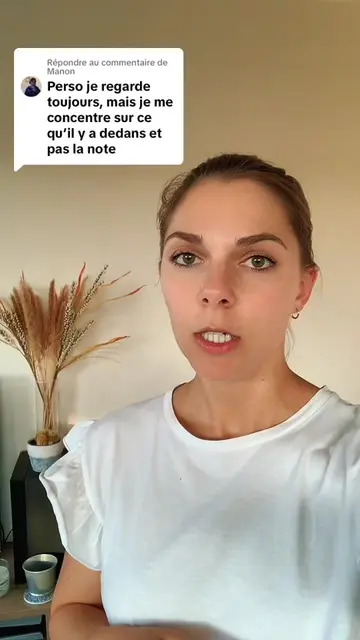 Répondre au commentaire de
Manon
Perso je regarde
toujours, mais je me
concentre sur ce
qu’il y a dedans et
pas la note